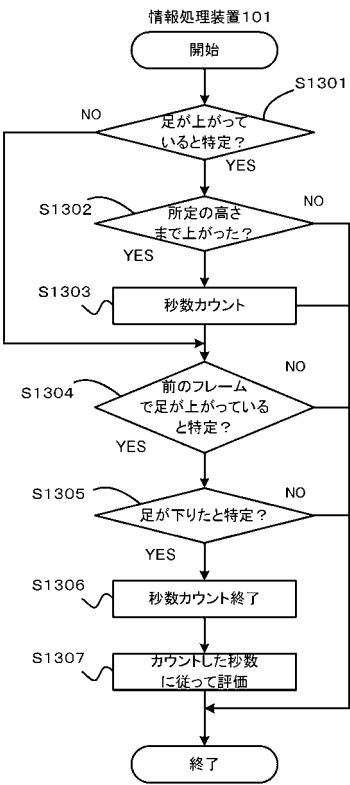 情報処理装置101
開始
S1301
NO
足が上がって
いると特定？
YES
S1302
NO
所定の高さ
まで上がった？
YES
S1303
秒数カウント
NO
S1304
前のフレーム
で足が上がっている
と特定？
YES
S1305
NO
足が下りたと特定？
YES
S1306
秒数カウント終了
S1307
カウントした秒数
に従って評価
終了